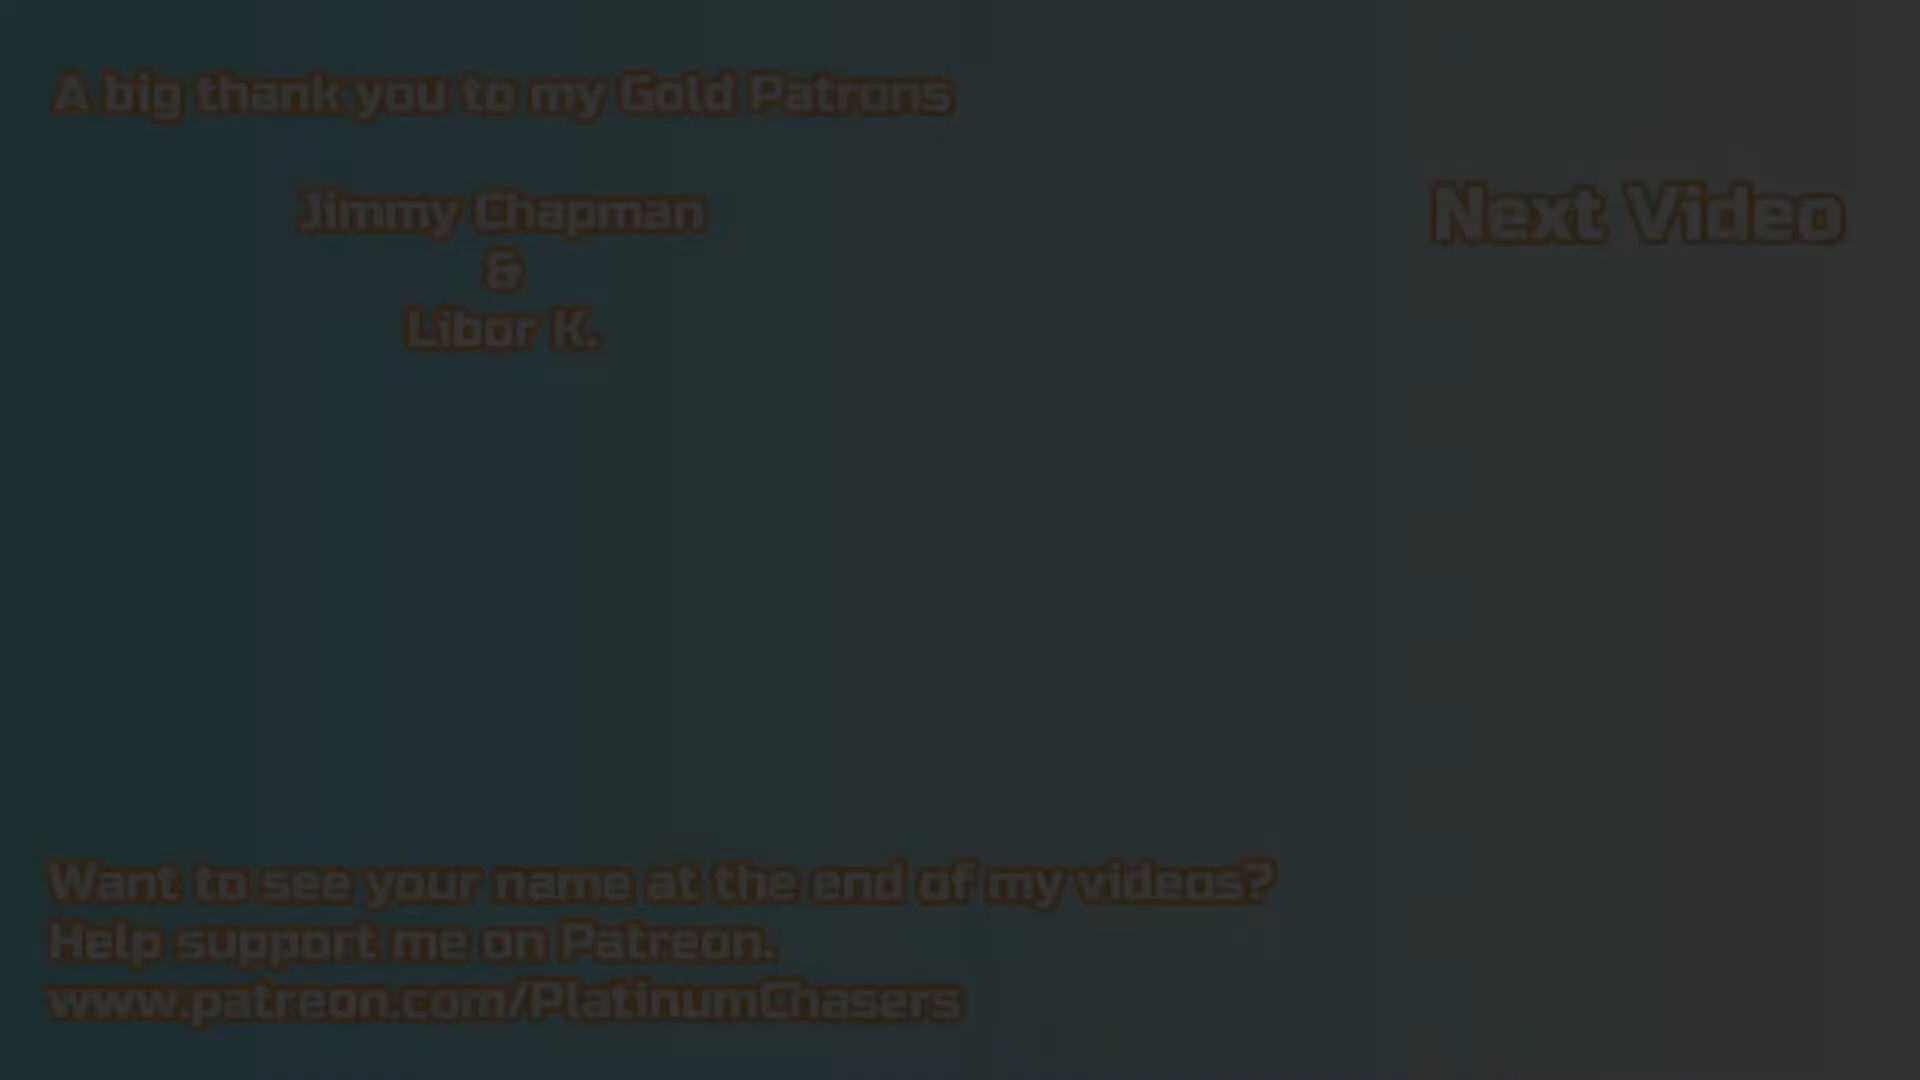 A big thank you to my Gold Patrons
Jimmy Chapman
&
Libor K.
Next Video
Want to see your name at the end of my videos?
Help support me on Patreon.
www.patreon.com/PlatinumChasers